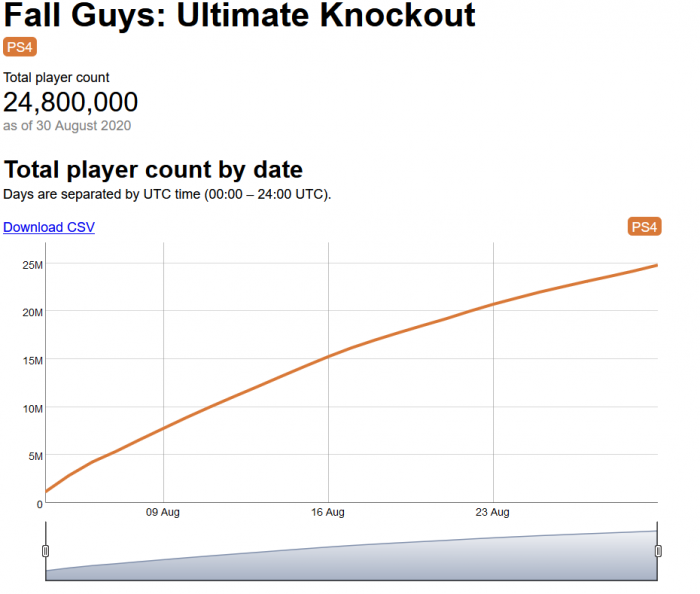 Fall Guys: Ultimate Knockout
PS4
Total player count
24,800,000
as of 30 August 2020
Total player count by date
Days are separated by UTC time (00:00 – 24:00 UTC).
Download CSV
PS4
25M
20M
15M
10M
5M
0
09 Aug
16 Aug
23 Aug